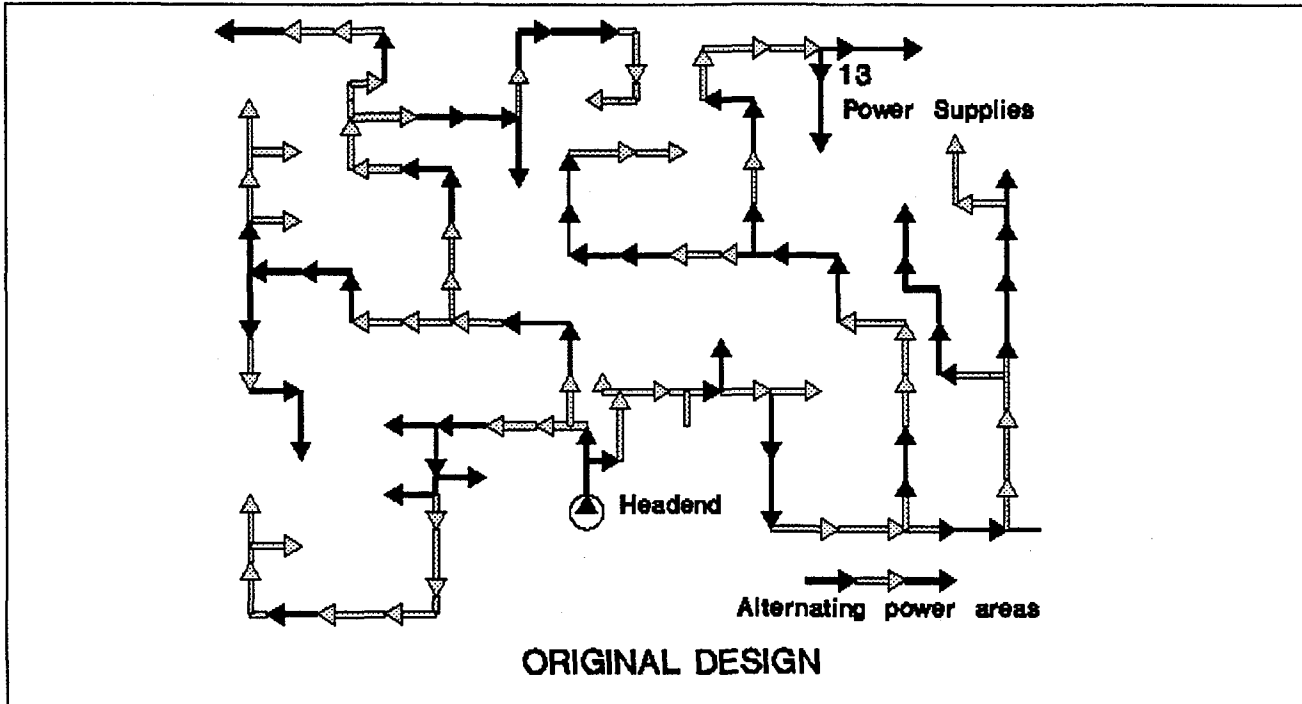 13
Power Supplies
Headend
Alternating power areas
ORIGINAL DESIGN